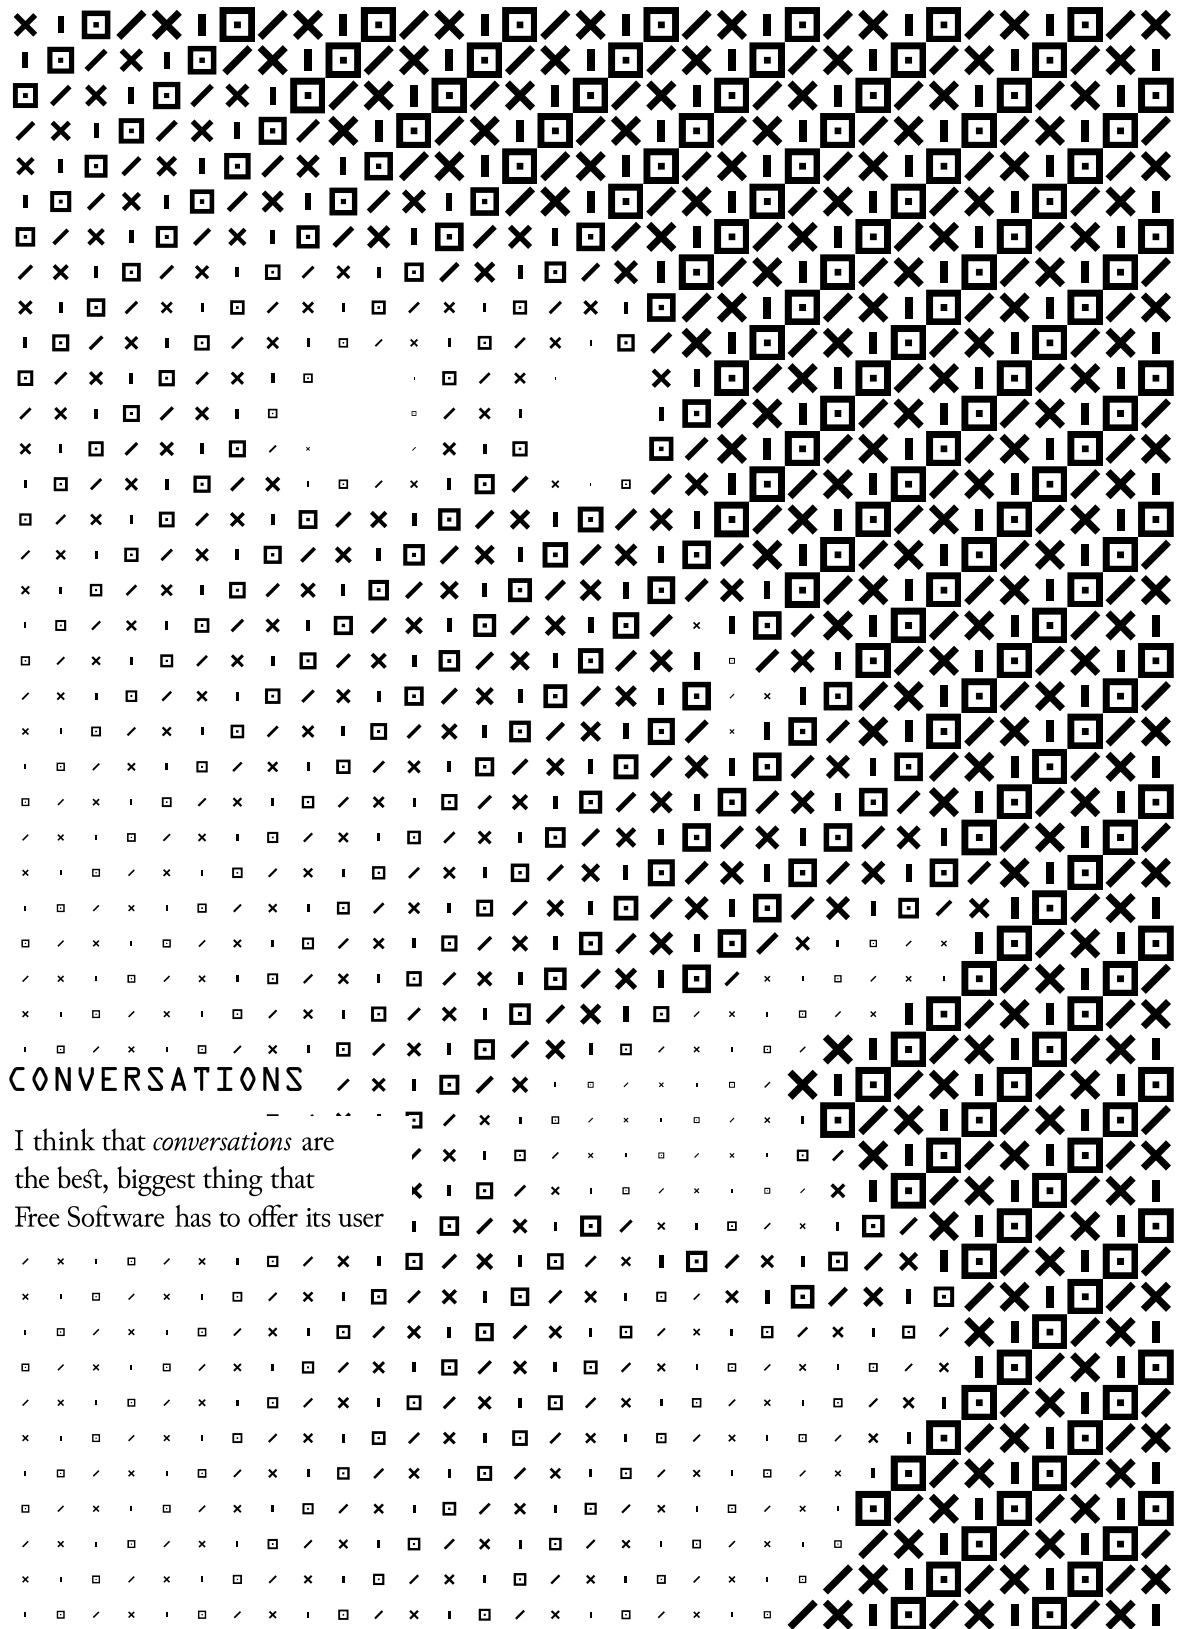 CONVERSATIONS
I think that conversations are
the best, biggest thing that
Free Software has to offer its user